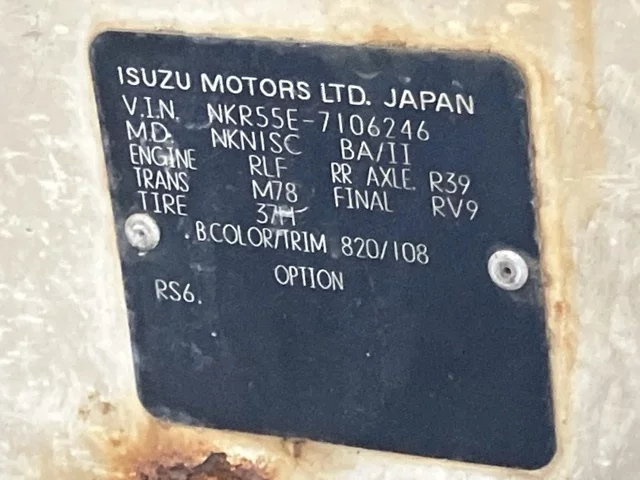 ISUZU MOTORS LTD. JAPAN
V.I.N. NKR55E-7106246
M.D. NKN1SC BA/II
ENGINE RLF RR AXLE. R39
TRANS M78 FINAL RV9
TIRE 37H
.B.COLOR/TRIM 820/108
OPTION
RS6.